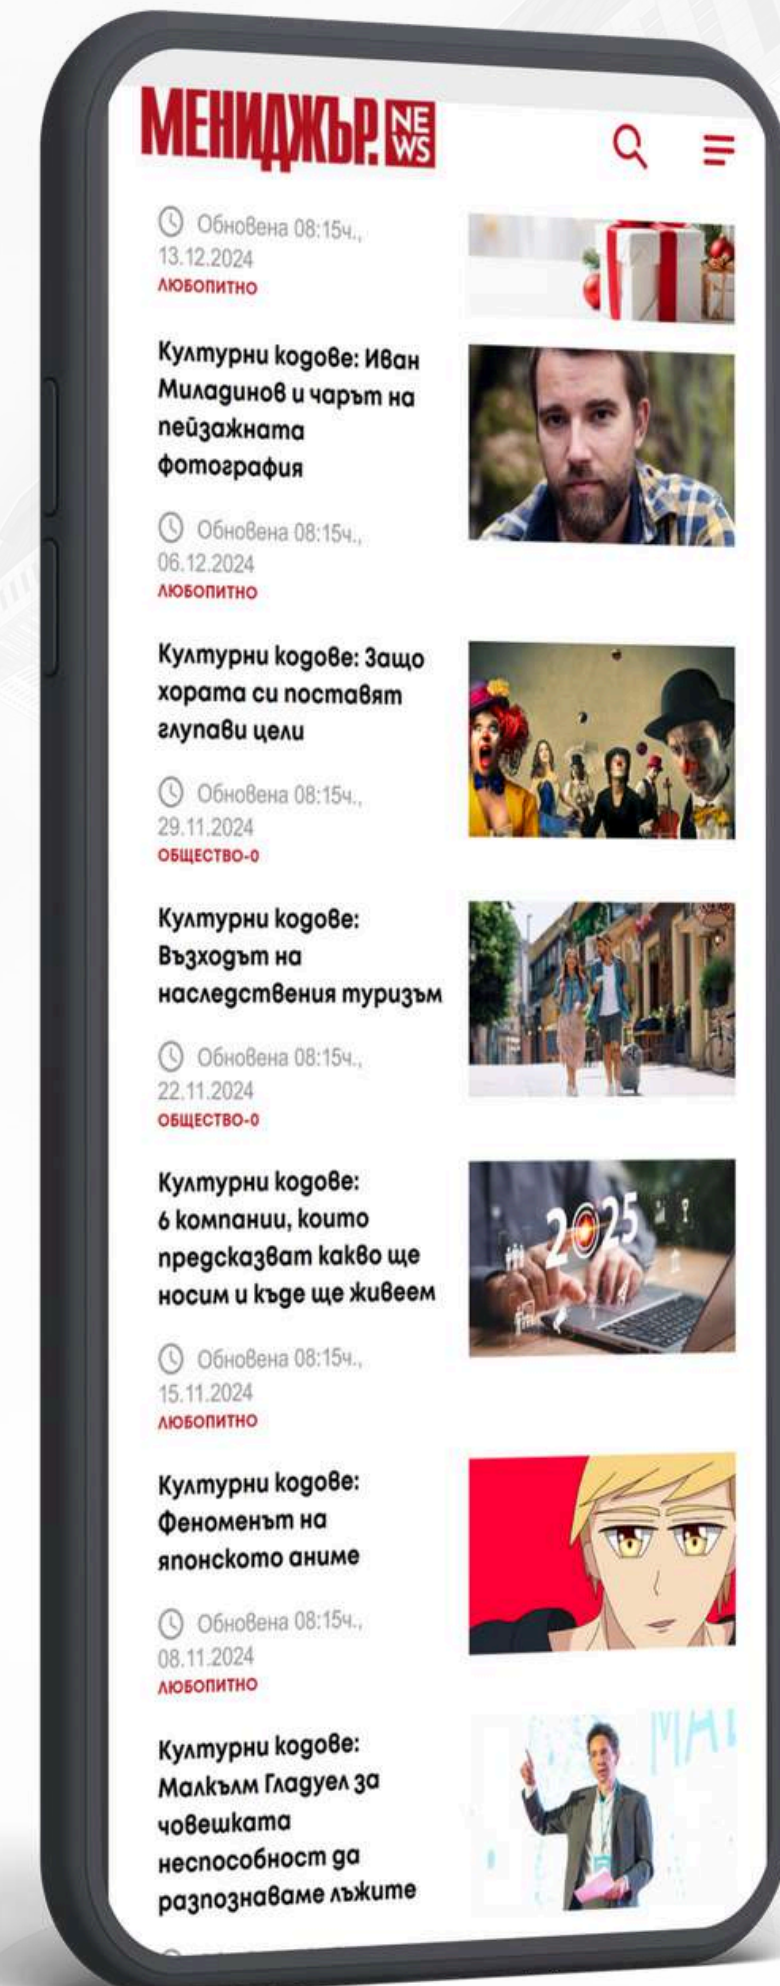 МЕНИДЖЪР. NEWS
Обновена 08:15ч.,
13.12.2024
ЛЮБОПИТНО
Културни кодове: Иван
Миладинов и чарът на
пейзажната
фотография
Обновена 08:15ч.,
06.12.2024
ЛЮБОПИТНО
Културни кодове: Защо
хората си поставят
глупави цели
Обновена 08:15ч.,
29.11.2024
ОБЩЕСТВО-0
Културни кодове:
Възходът на
наследствения туризъм
Обновена 08:15ч.,
22.11.2024
ОБЩЕСТВО-0
Културни кодове:
6 компании, които
предсказват какво ще
носим и къде ще живеем
2025
Обновена 08:15ч.,
15.11.2024
ЛЮБОПИТНО
Културни кодове:
Феноменът на
японското аниме
Обновена 08:15ч.,
08.11.2024
ЛЮБОПИТНО
Културни кодове:
Малкълм Гладуел за
човешката
неспособност да
разпознаваме лъжите